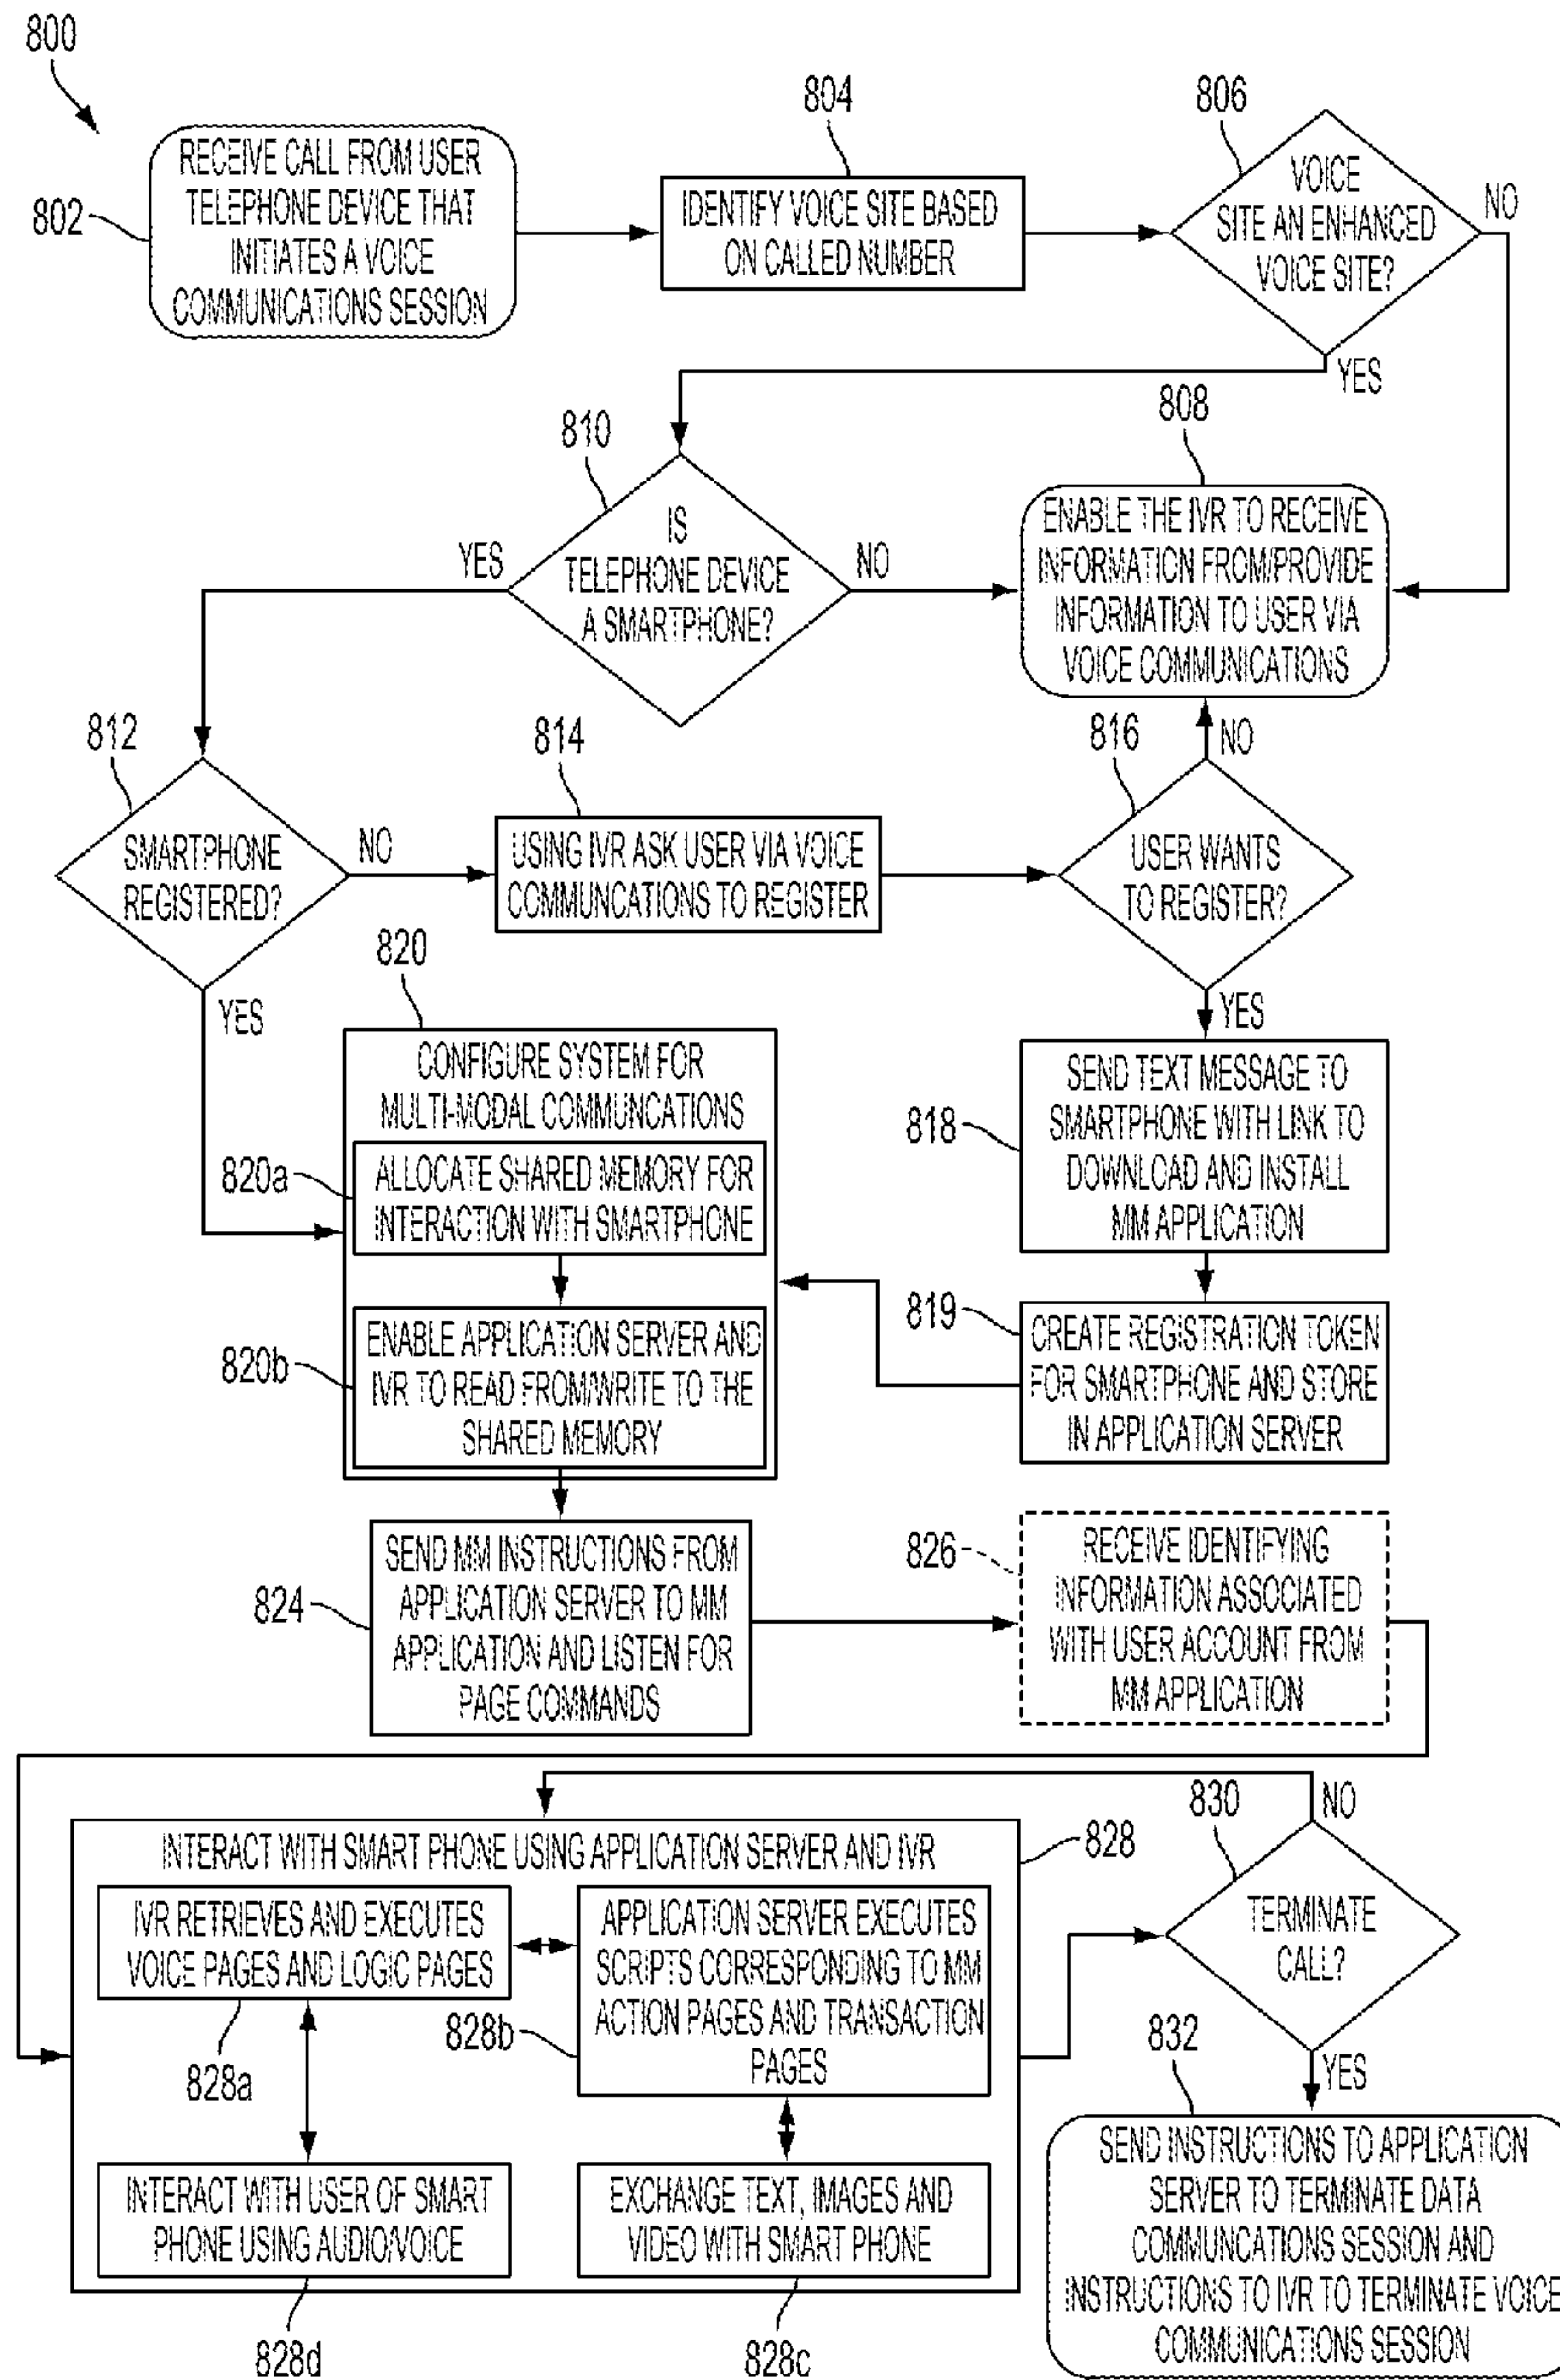 800
802
RECEIVE CALL FROM USER
TELEPHONE DEVICE THAT
INITIATES A VOICE
COMMUNICATIONS SESSION
804
IDENTIFY VOICE SITE BASED
ON CALLED NUMBER
806
VOICE
SITE AN ENHANCED
VOICE SITE?
NO
YES
808
ENABLE THE IVR TO RECEIVE
INFORMATION FROM/PROVIDE
INFORMATION TO USER VIA
VOICE COMMUNICATIONS
810
IS
TELEPHONE DEVICE
A SMARTPHONE?
YES
NO
812
SMARTPHONE
REGISTERED?
NO
YES
814
USING IVR ASK USER VIA VOICE
COMMUNCATIONS TO REGISTER
816
USER WANTS
TO REGISTER?
NO
YES
818
SEND TEXT MESSAGE TO
SMARTPHONE WITH LINK TO
DOWNLOAD AND INSTALL
MM APPLICATION
819
CREATE REGISTRATION TOKEN
FOR SMARTPHONE AND STORE
IN APPLICATION SERVER
820
CONFIGURE SYSTEM FOR
MULTI-MODAL COMMUNCATIONS
820a
ALLOCATE SHARED MEMORY FOR
INTERACTION WITH SMARTPHONE
820b
ENABLE APPLICATION SERVER AND
IVR TO READ FROM/WRITE TO THE
SHARED MEMORY
824
SEND MM INSTRUCTIONS FROM
APPLICATION SERVER TO MM
APPLICATION AND LISTEN FOR
PAGE COMMANDS
826
RECEIVE IDENTIFYING
INFORMATION ASSOCIATED
WITH USER ACCOUNT FROM
MM APPLICATION
828
INTERACT WITH SMART PHONE USING APPLICATION SERVER AND IVR
IVR RETRIEVES AND EXECUTES
VOICE PAGES AND LOGIC PAGES
828a
APPLICATION SERVER EXECUTES
SCRIPTS CORRESPONDING TO MM
ACTION PAGES AND TRANSACTION
PAGES
828b
INTERACT WITH USER OF SMART
PHONE USING AUDIO/VOICE
828d
EXCHANGE TEXT, IMAGES AND
VIDEO WITH SMART PHONE
828c
830
TERMINATE
CALL?
NO
YES
832
SEND INSTRUCTIONS TO APPLICATION
SERVER TO TERMINATE DATA
COMMUNCATIONS SESSION AND
INSTRUCTIONS TO IVR TO TERMINATE VOICE
COMMUNICATIONS SESSION